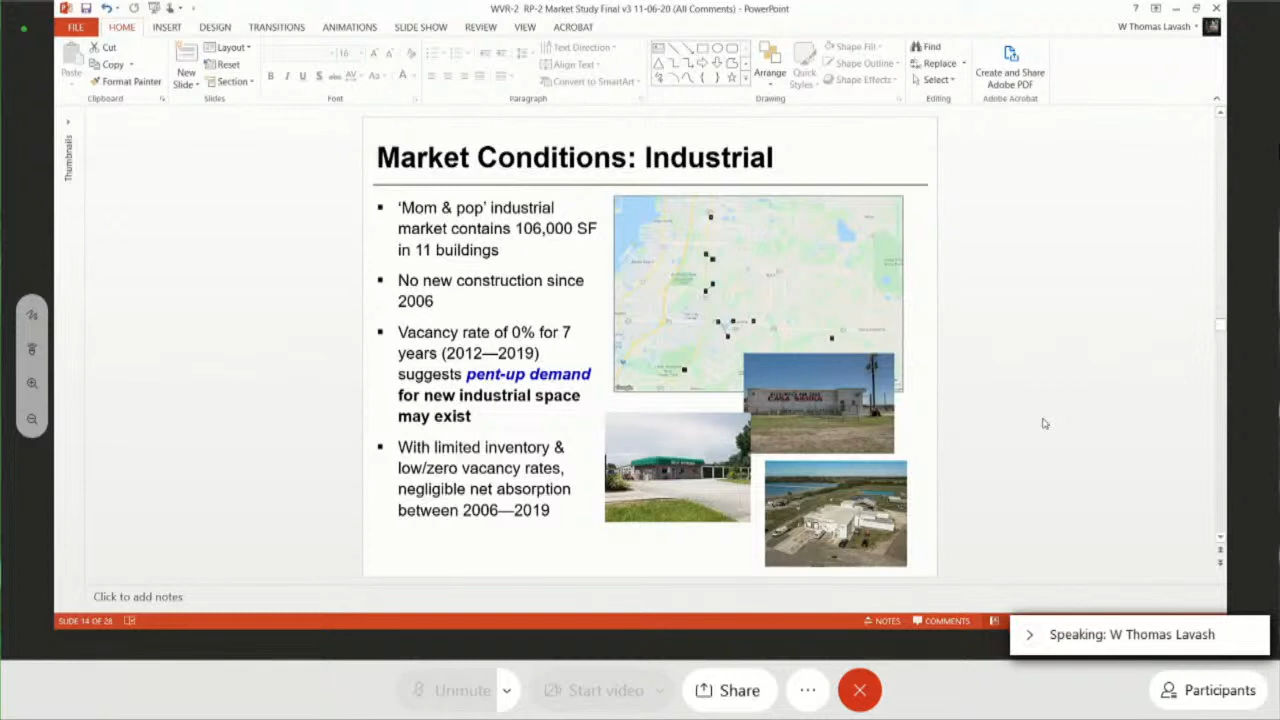 WVR-2 RP-2 Market Study Final v3 11-06-20 (All Comments) - PowerPoint
FILE HOME INSERT DESIGN TRANSITIONS ANIMATIONS SLIDE SHOW REVIEW VIEW ACROBAT
W Thomas Lavash
Paste
Cut
Copy
Format Painter
Clipboard
New Slide
Layout
Reset
Section
Slides
16
Font
Text Direction
Align Text
Convert to SmartArt
Paragraph
Arrange
Quick Styles
Shape Fill
Shape Outline
Shape Effects
Drawing
Find
Replace
Select
Editing
Create and Share
Adobe PDF
Adobe Acrobat
Thumbnails
Market Conditions: Industrial
▪ ‘Mom & pop’ industrial
market contains 106,000 SF
in 11 buildings
▪ No new construction since
2006
▪ Vacancy rate of 0% for 7
years (2012—2019)
suggests pent-up demand
for new industrial space
may exist
▪ With limited inventory &
low/zero vacancy rates,
negligible net absorption
between 2006—2019
Click to add notes
SLIDE 14 OF 28
NOTES COMMENTS
Speaking: W Thomas Lavash
Unmute
Start video
Share
Participants